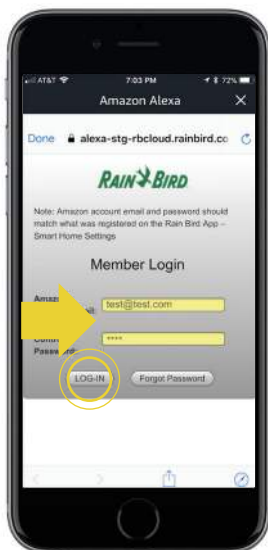 AT&T 7:03 PM 72%
Amazon Alexa
Done alexa-stg-rbcloud.rainbird.cc
RAIN BIRD
Note: Amazon account email and password should
match what was registered on the Rain Bird App –
Smart Home Settings
Member Login
test@test.com
****
LOG-IN Forgot Password